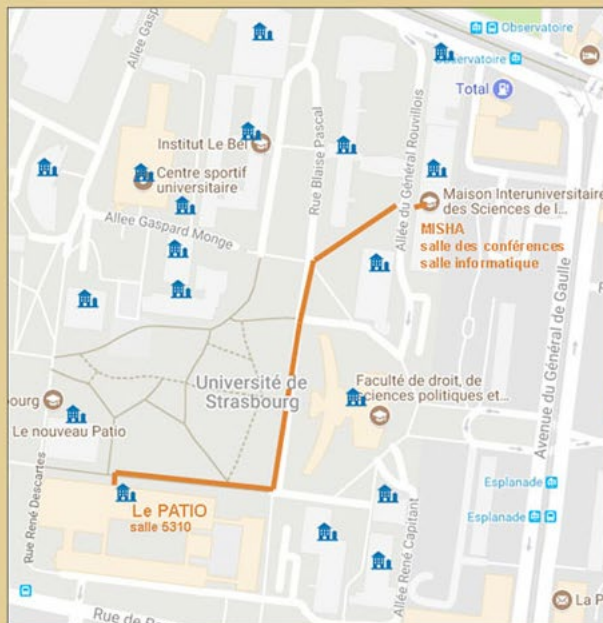 Allée G
Observatoire
Observatoire
Total
Institut Le Bel
Centre sportif
universitaire
Rue Blaise Pascal
Allée du Général Rouvillois
Maison Interuniversitaire
des Sciences de l...
MISHA
salle des conférences
salle informatique
Allee Gaspard Monge
Avenue du Général de Gaulle
Université de
Strasbourg
Faculté de droit, de
sciences politiques et...
bourg
Le nouveau Patio
Rue René Descartes
Le PATIO
salle 5310
Esplanade
Esplanade
Allée René Capitant
La P
Rue de